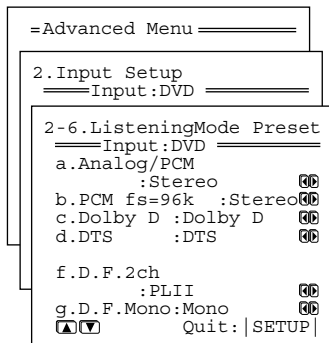 =Advanced Menu
2.Input Setup
Input:DVD
2-6.ListeningMode Preset
Input:DVD
a.Analog/PCM
:Stereo
b.PCM fs=96k :Stereo
c.Dolby D :Dolby D
d.DTS :DTS
f.D.F.2ch
:PLII
g.D.F.Mono:Mono
Quit:|SETUP|